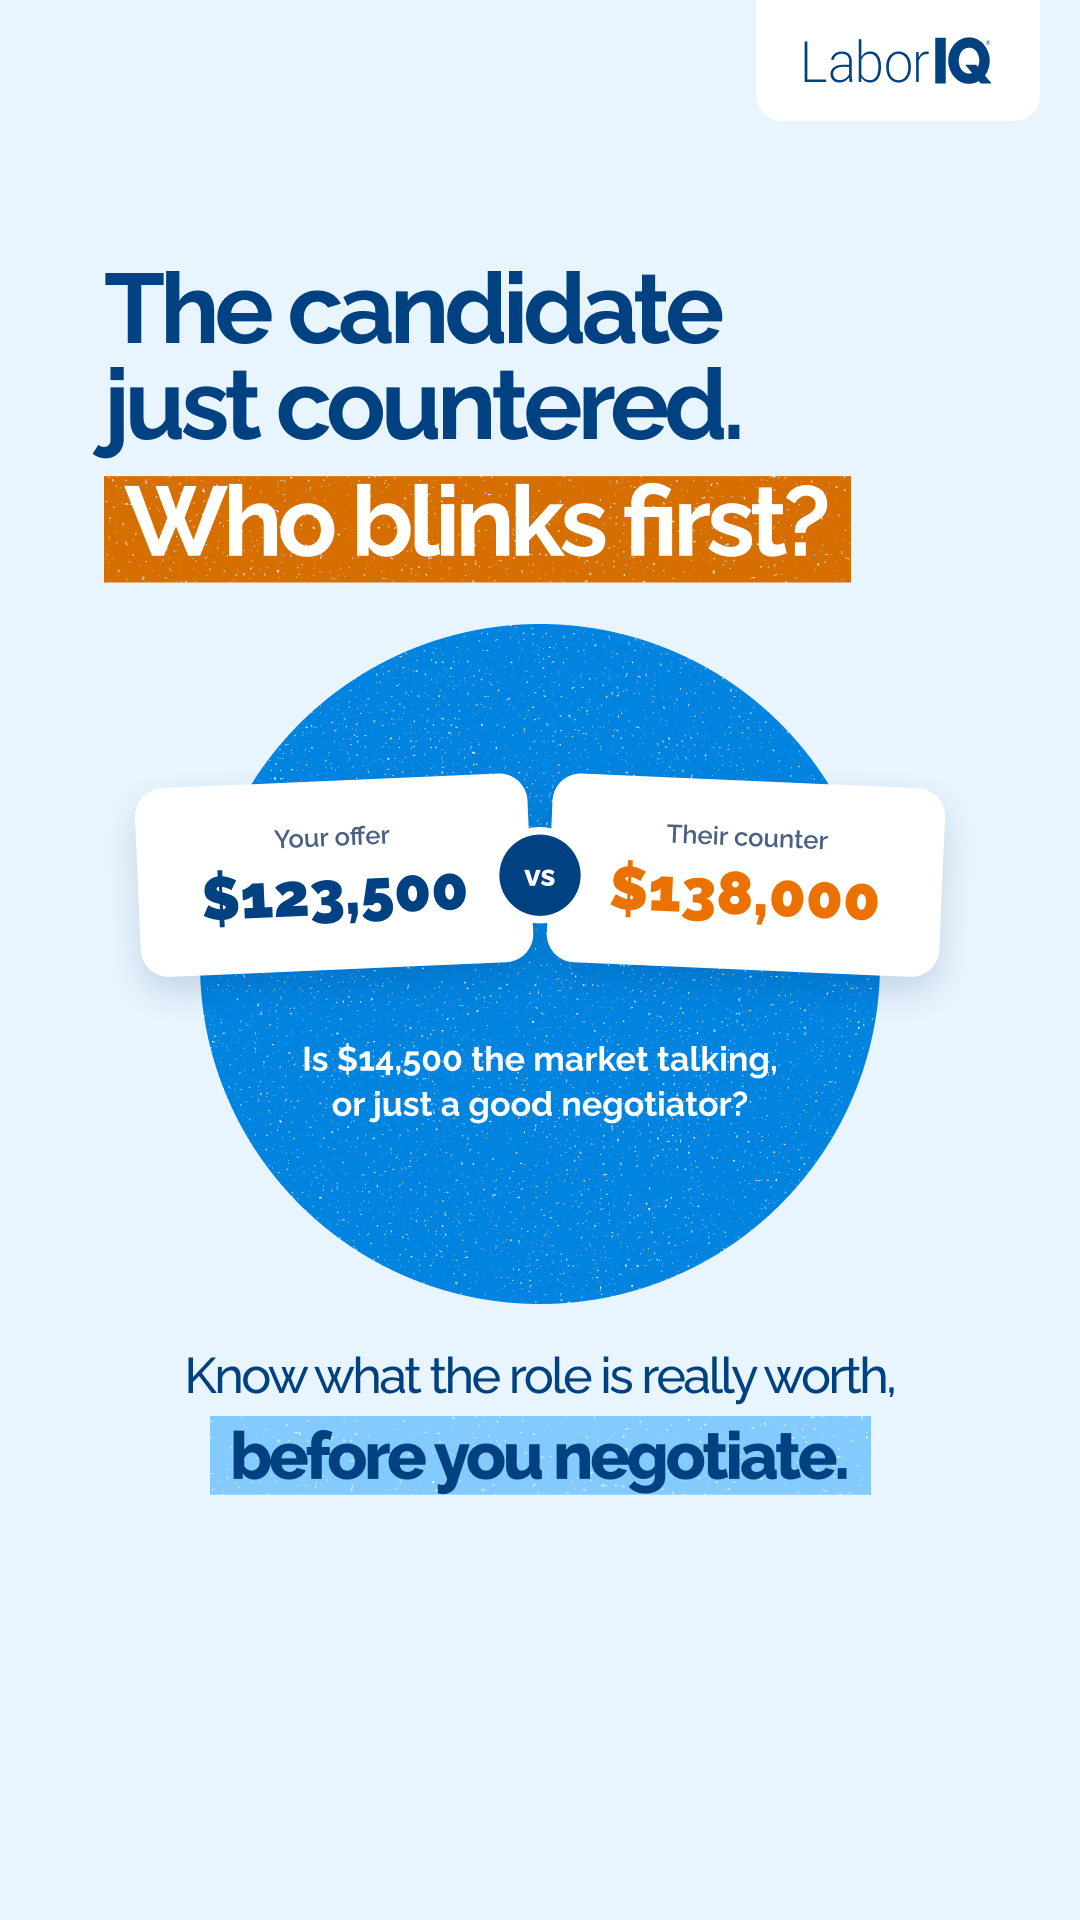 LaborIQ®
The candidate
just countered.
Who blinks first?
Your offer
$123,500
vs
Their counter
$138,000
Is $14,500 the market talking,
or just a good negotiator?
Know what the role is really worth,
before you negotiate.